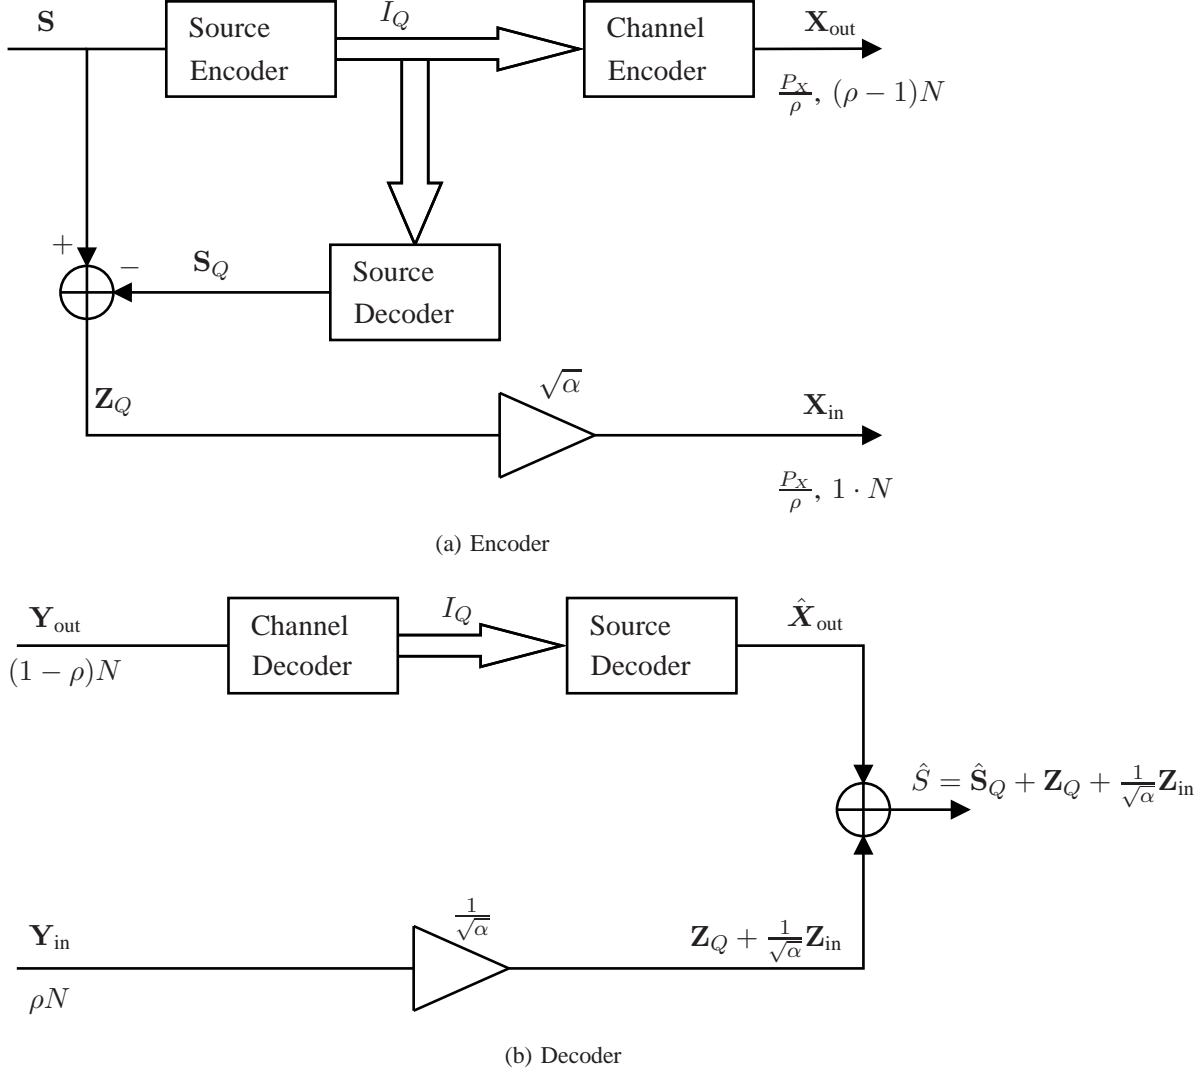 S
Source
Encoder
I_Q
Channel
Encoder
X_out
P_X/ρ, (ρ − 1)N
+
−
S_Q
Source
Decoder
Z_Q
√α
X_in
P_X/ρ, 1 · N
(a) Encoder
Y_out
(1 − ρ)N
Channel
Decoder
I_Q
Source
Decoder
X̂_out
Ŝ = Ŝ_Q + Z_Q + 1/√α Z_in
Y_in
ρN
1/√α
Z_Q + 1/√α Z_in
(b) Decoder